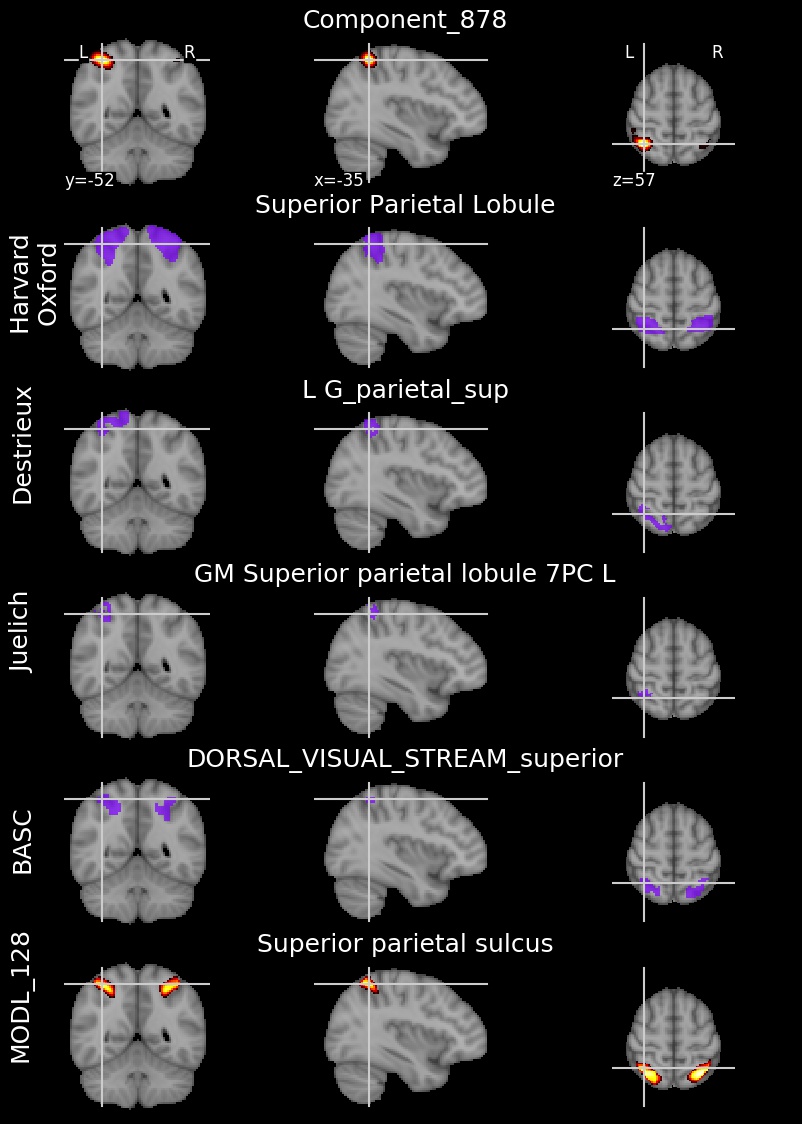 Component_878
L R
L R
y=-52
x=-35
z=57
Superior Parietal Lobule
Harvard
Oxford
L G_parietal_sup
Destrieux
GM Superior parietal lobule 7PC L
Juelich
DORSAL_VISUAL_STREAM_superior
BASC
Superior parietal sulcus
MODL_128